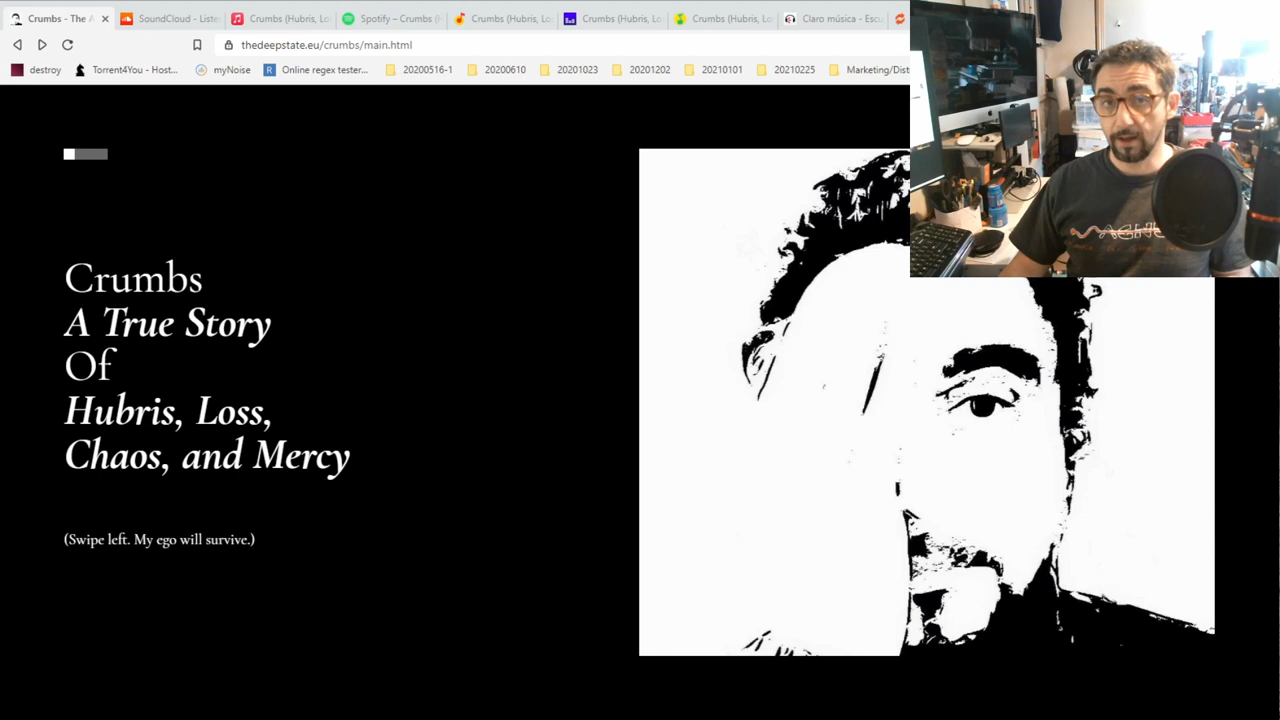 Crumbs - The A
SoundCloud - Liste
Crumbs (Hubris, Lo
Spotify – Crumbs (H
Crumbs (Hubris, Lo
Crumbs (Hubris, Lo
Crumbs (Hubris, Lo
Claro música - Escu
thedeepstate.eu/crumbs/main.html
destroy
Torrent4You - Host...
myNoise
Online regex tester...
20200516-1
20200610
20201023
20201202
20210101
20210225
Marketing/Dist
Crumbs
A True Story
Of
Hubris, Loss,
Chaos, and Mercy
(Swipe left. My ego will survive.)